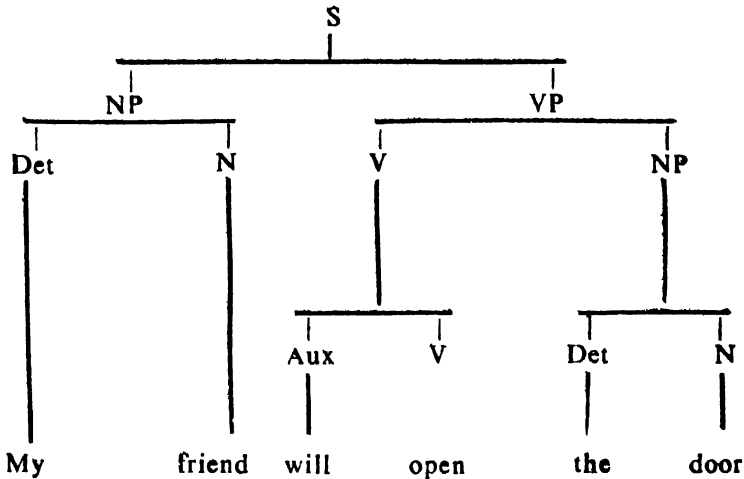 S
NP VP
Det N V NP
Aux V Det N
My friend will open the door